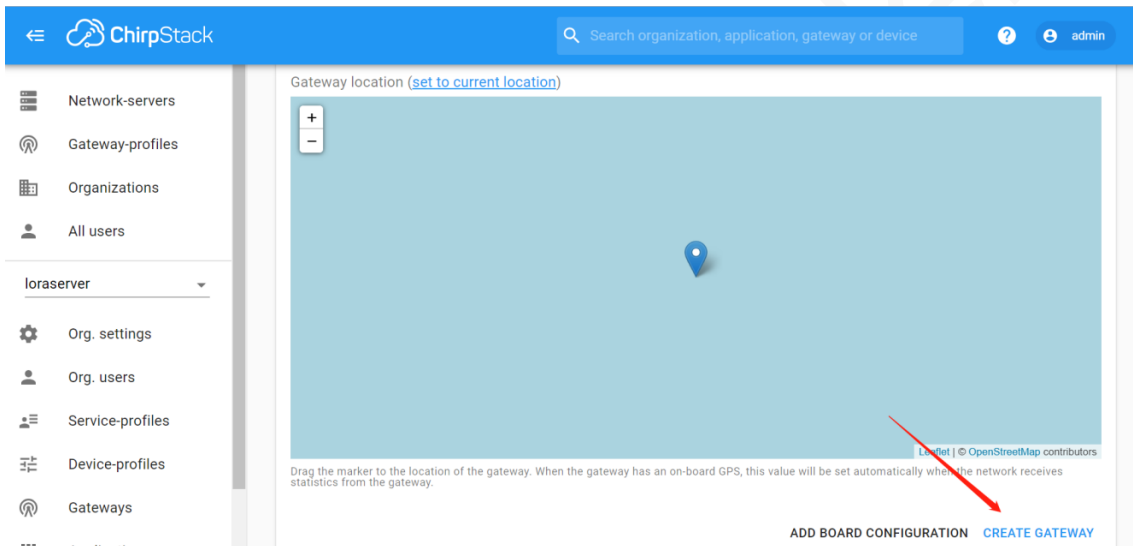 ChirpStack
Search organization, application, gateway or device
?
admin
Network-servers
Gateway-profiles
Organizations
All users
loraserver
Org. settings
Org. users
Service-profiles
Device-profiles
Gateways
Gateway location (set to current location)
+
−
Leaflet | © OpenStreetMap contributors
Drag the marker to the location of the gateway. When the gateway has an on-board GPS, this value will be set automatically when the network receives
statistics from the gateway.
ADD BOARD CONFIGURATION CREATE GATEWAY